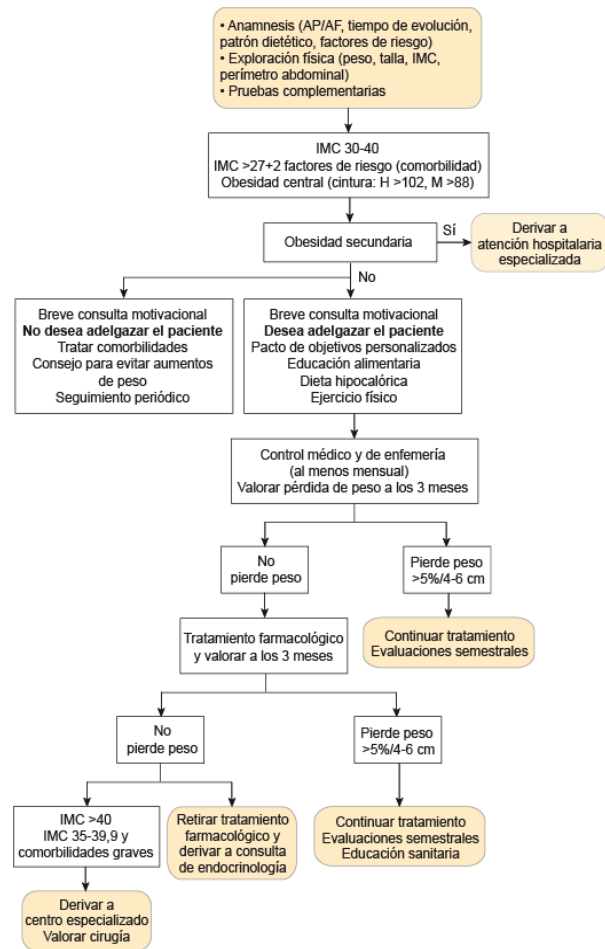 • Anamnesis (AP/AF, tiempo de evolución,
patrón dietético, factores de riesgo)
• Exploración física (peso, talla, IMC,
perímetro abdominal)
• Pruebas complementarias
IMC 30-40
IMC >27+2 factores de riesgo (comorbilidad)
Obesidad central (cintura: H >102, M >88)
Obesidad secundaria
Sí
Derivar a
atención hospitalaria
especializada
No
Breve consulta motivacional
No desea adelgazar el paciente
Tratar comorbilidades
Consejo para evitar aumentos
de peso
Seguimiento periódico
Breve consulta motivacional
Desea adelgazar el paciente
Pacto de objetivos personalizados
Educación alimentaria
Dieta hipocalórica
Ejercicio físico
Control médico y de enfermería
(al menos mensual)
Valorar pérdida de peso a los 3 meses
No
pierde peso
Pierde peso
>5%/4-6 cm
Tratamiento farmacológico
y valorar a los 3 meses
Continuar tratamiento
Evaluaciones semestrales
No
pierde peso
Pierde peso
>5%/4-6 cm
IMC >40
IMC 35-39,9 y
comorbilidades graves
Retirar tratamiento
farmacológico y
derivar a consulta
de endocrinología
Continuar tratamiento
Evaluaciones semestrales
Educación sanitaria
Derivar a
centro especializado
Valorar cirugía